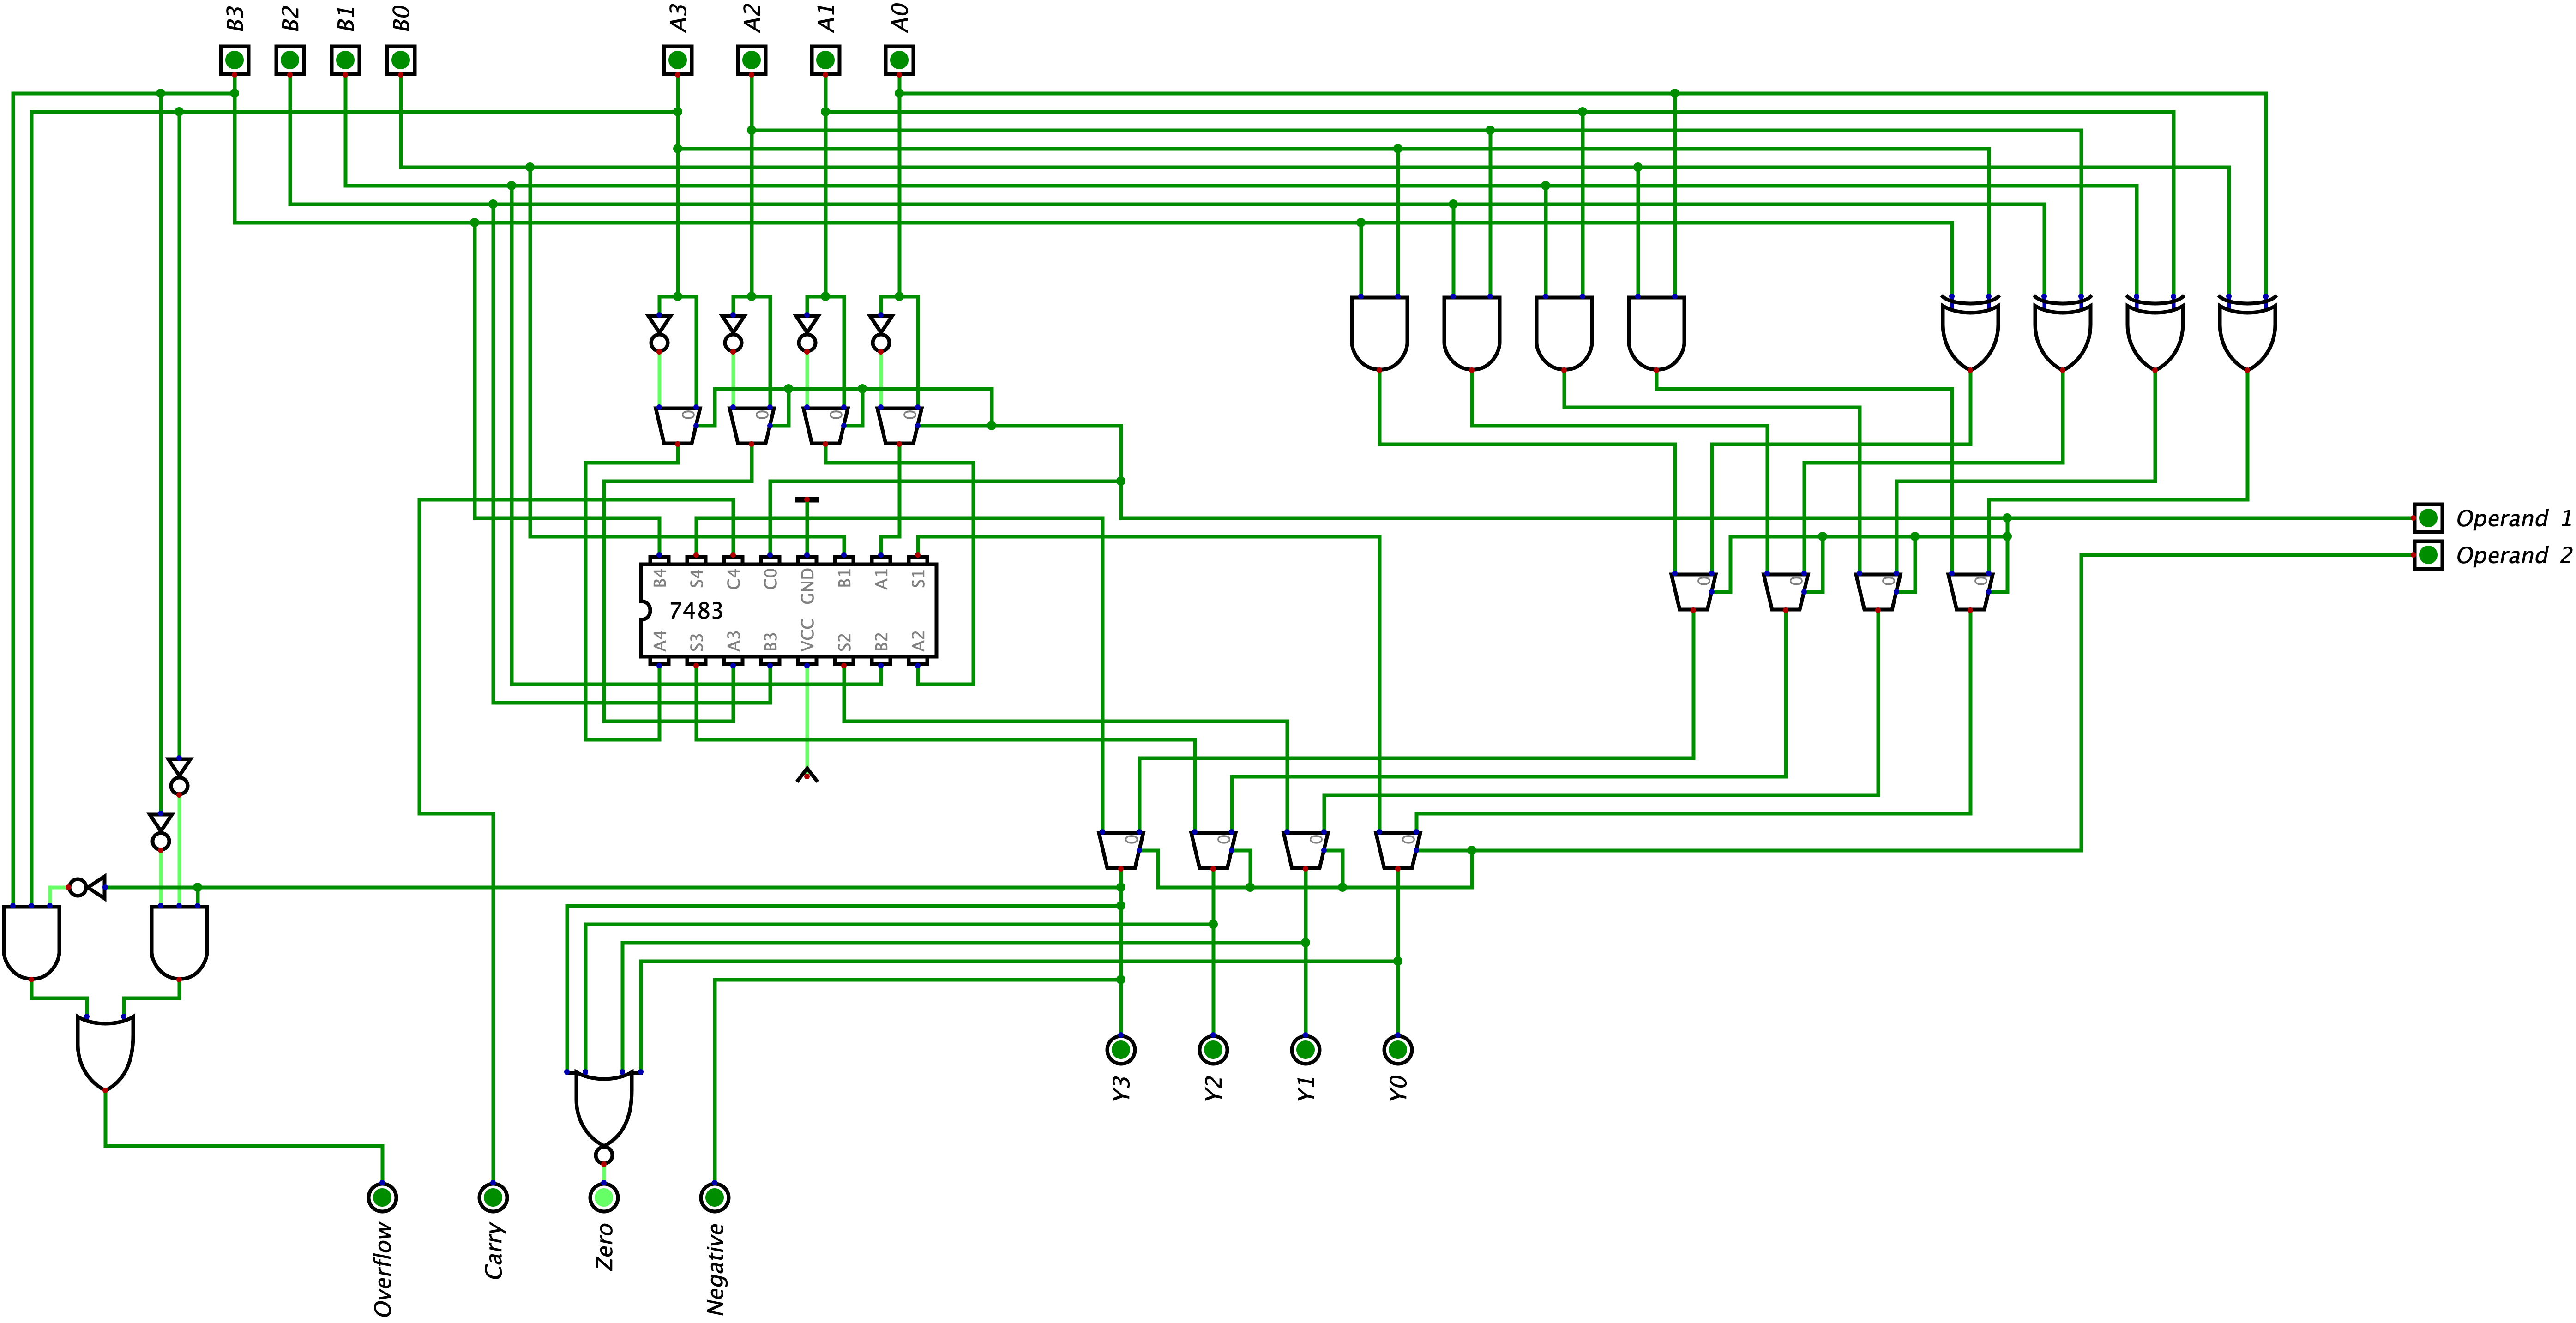 B3
B2
B1
B0
A3
A2
A1
A0
0
0
0
0
Operand 1
Operand 2
B4
S4
C4
C0
GND
B1
A1
S1
7483
A4
S3
A3
B3
VCC
S2
B2
A2
0
0
0
0
0
0
0
0
Y3
Y2
Y1
Y0
Overflow
Carry
Zero
Negative